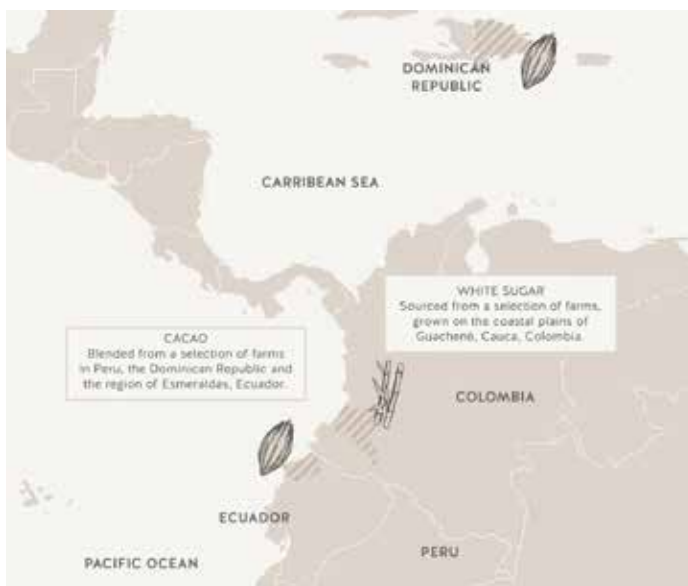 DOMINICAN
REPUBLIC
CARRIBEAN SEA
WHITE SUGAR
Sourced from a selection of farms,
grown on the coastal plains of
Guachené, Cauca, Colombia.
CACAO
Blended from a selection of farms
in Peru, the Dominican Republic and
the region of Esmeraldas, Ecuador.
COLOMBIA
ECUADOR
PERU
PACIFIC OCEAN